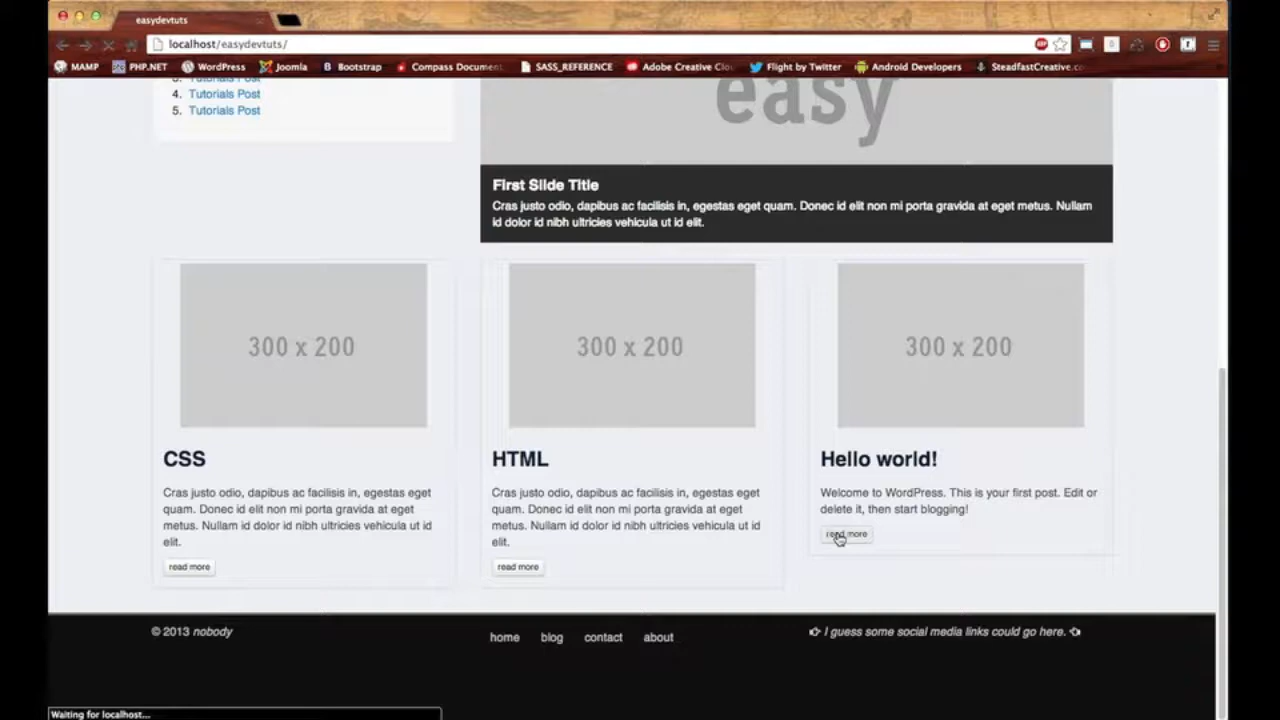 easydevtuts
localhost/easydevtuts/
MAMP PHP.NET WordPress Joomla Bootstrap Compass Document SASS_REFERENCE Adobe Creative Clo Flight by Twitter Android Developers SteadfastCreative.co
Tutorials Post
4. Tutorials Post
5. Tutorials Post
easy
First Slide Title
Cras justo odio, dapibus ac facilisis in, egestas eget quam. Donec id elit non mi porta gravida at eget metus. Nullam
id dolor id nibh ultricies vehicula ut id elit.
300 x 200
300 x 200
300 x 200
CSS
Cras justo odio, dapibus ac facilisis in, egestas eget
quam. Donec id elit non mi porta gravida at eget
metus. Nullam id dolor id nibh ultricies vehicula ut id
elit.
read more
HTML
Cras justo odio, dapibus ac facilisis in, egestas eget
quam. Donec id elit non mi porta gravida at eget
metus. Nullam id dolor id nibh ultricies vehicula ut id
elit.
read more
Hello world!
Welcome to WordPress. This is your first post. Edit or
delete it, then start blogging!
read more
© 2013 nobody
home blog contact about
I guess some social media links could go here.
Waiting for localhost...